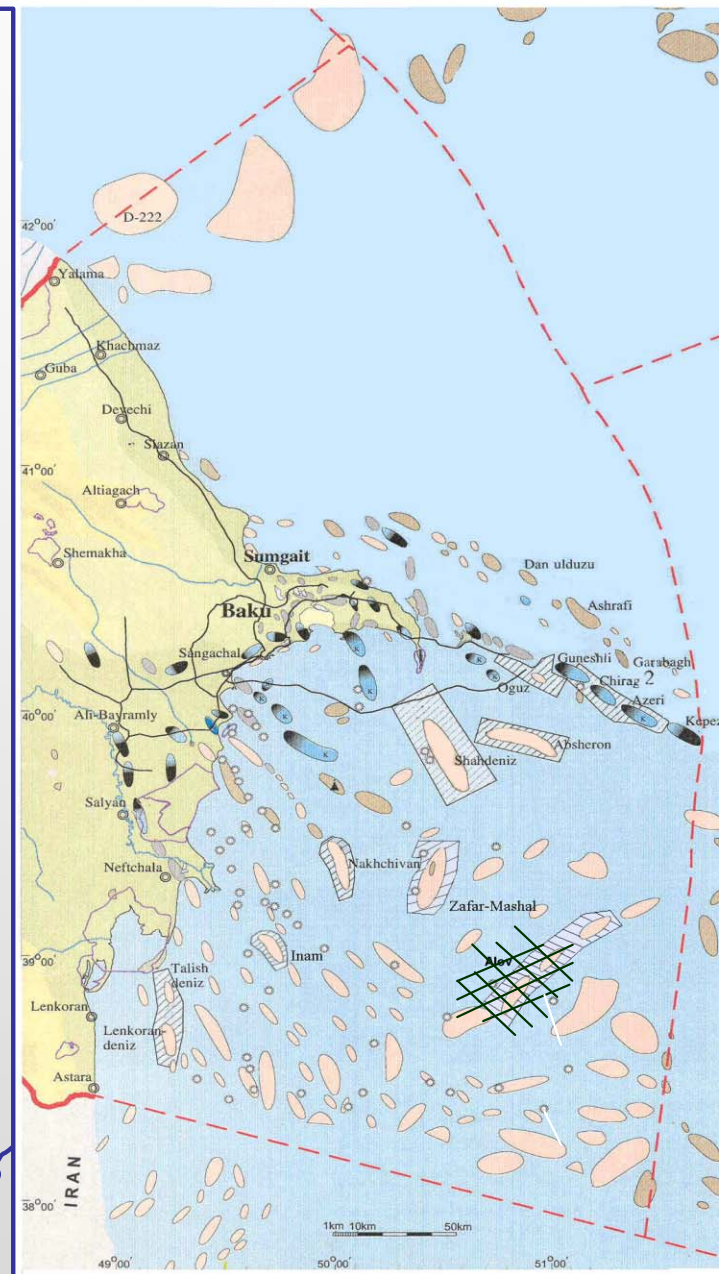 D-222
42°00'
Yalama
Khachmaz
Guba
Devechi
Siazan
41°00'
Altiagach
Shemakha
Sumgait
Dan ulduzu
Baku
Ashrafi
Sangachal
Guneshli
Garabagh
Oguz
Chirag 2
Azeri
40°00'
Ali-Bayramly
Kepez
Absheron
Shahdeniz
Salyan
Nakhchivan
Neftchala
Zafar-Mashal
39°00'
Inam
Alov
Talish
deniz
Lenkoran
Lenkoran-
deniz
Astara
IRAN
38°00'
1km 10km 50km
49°00' 50°00' 51°00'